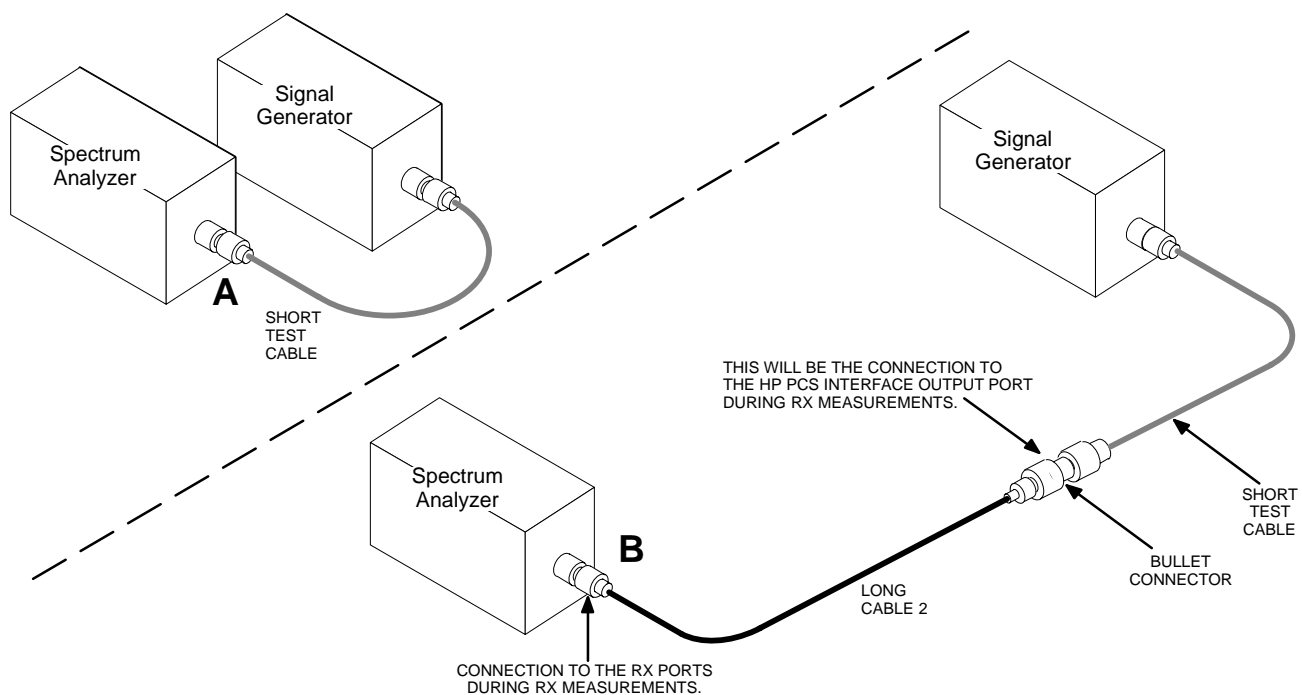 Signal
Generator
Spectrum
Analyzer
A
SHORT
TEST
CABLE
Signal
Generator
THIS WILL BE THE CONNECTION TO
THE HP PCS INTERFACE OUTPUT PORT
DURING RX MEASUREMENTS.
Spectrum
Analyzer
B
SHORT
TEST
CABLE
BULLET
CONNECTOR
LONG
CABLE 2
CONNECTION TO THE RX PORTS
DURING RX MEASUREMENTS.